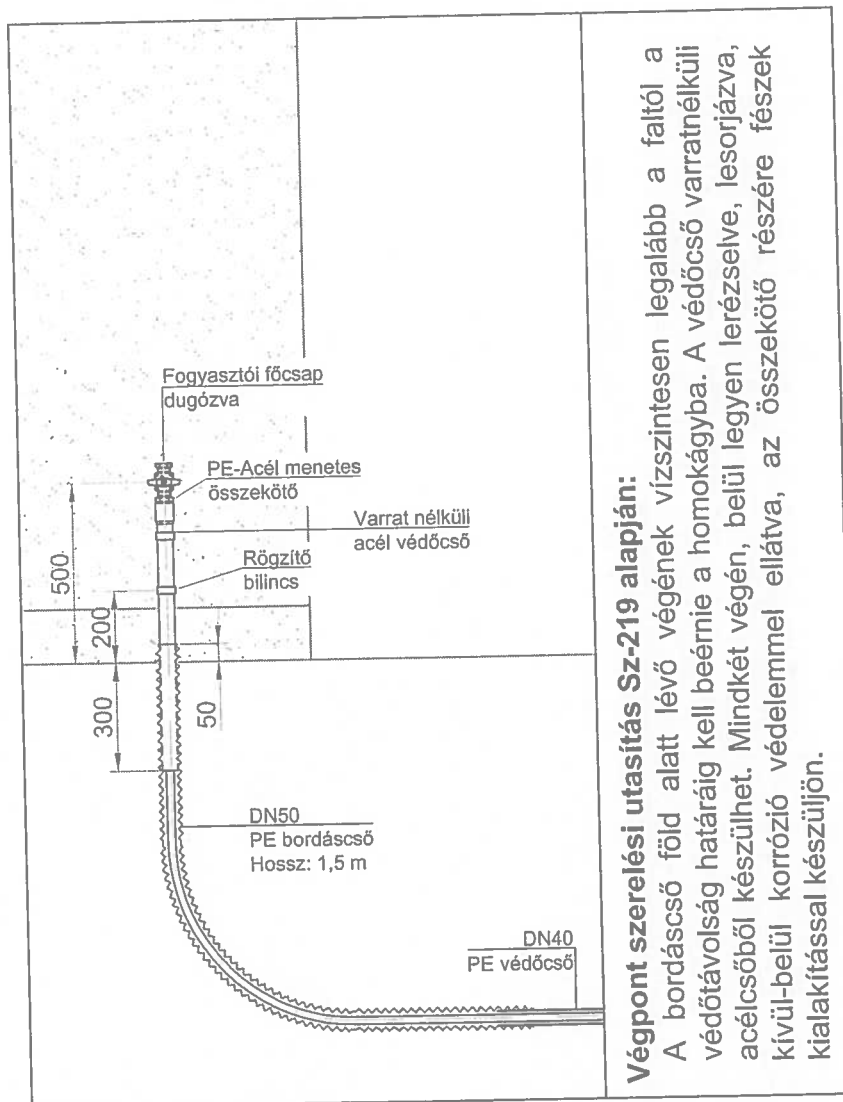 Fogyasztói főcsap
dugózva
PE-Acél menetes
összekötő
Varrat nélküli
acél védőcső
Rögzítő
bilincs
500
200
300
50
DN50
PE bordáscső
Hossz: 1,5 m
DN40
PE védőcső
Végpont szerelési utasítás Sz-219 alapján:
A bordáscső föld alatt lévő végének vízszintesen legalább a faltól a
védőtávolság határáig kell beérnie a homokágyba. A védőcső varratnélküli
acélcsőből készülhet. Mindkét végén, belül legyen lerézselve, lesorjázva,
kívül-belül korrózió védelemmel ellátva, az összekötő részére fészek
kialakítással készüljön.